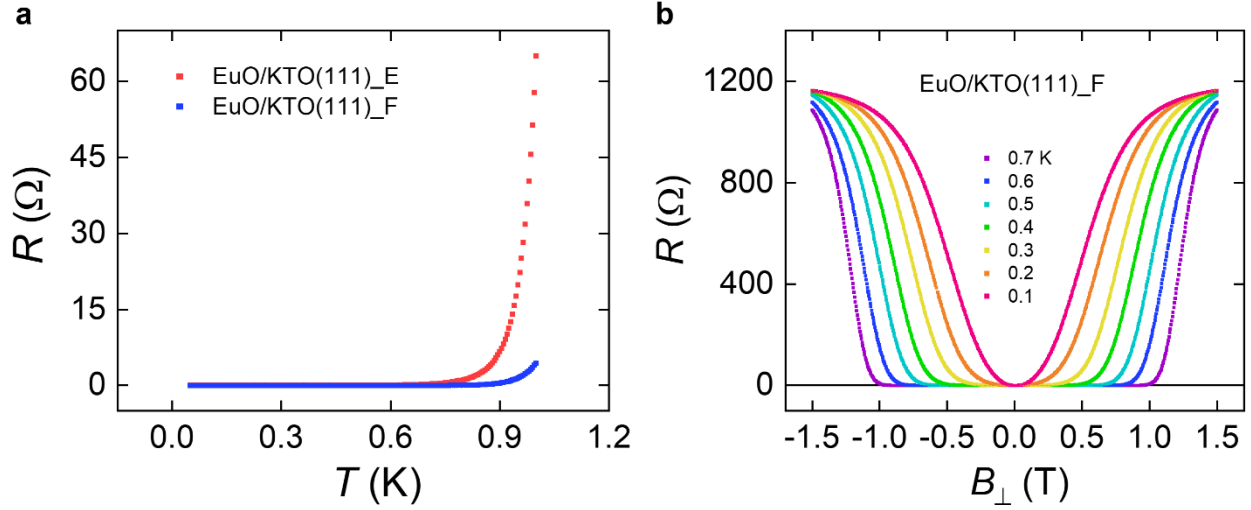 a
60
45
30
15
0
R (Ω)
EuO/KTO(111)_E
EuO/KTO(111)_F
0.0 0.3 0.6 0.9 1.2
T (K)
b
1200
800
400
0
R (Ω)
EuO/KTO(111)_F
0.7 K
0.6
0.5
0.4
0.3
0.2
0.1
-1.5 -1.0 -0.5 0.0 0.5 1.0 1.5
B⊥ (T)